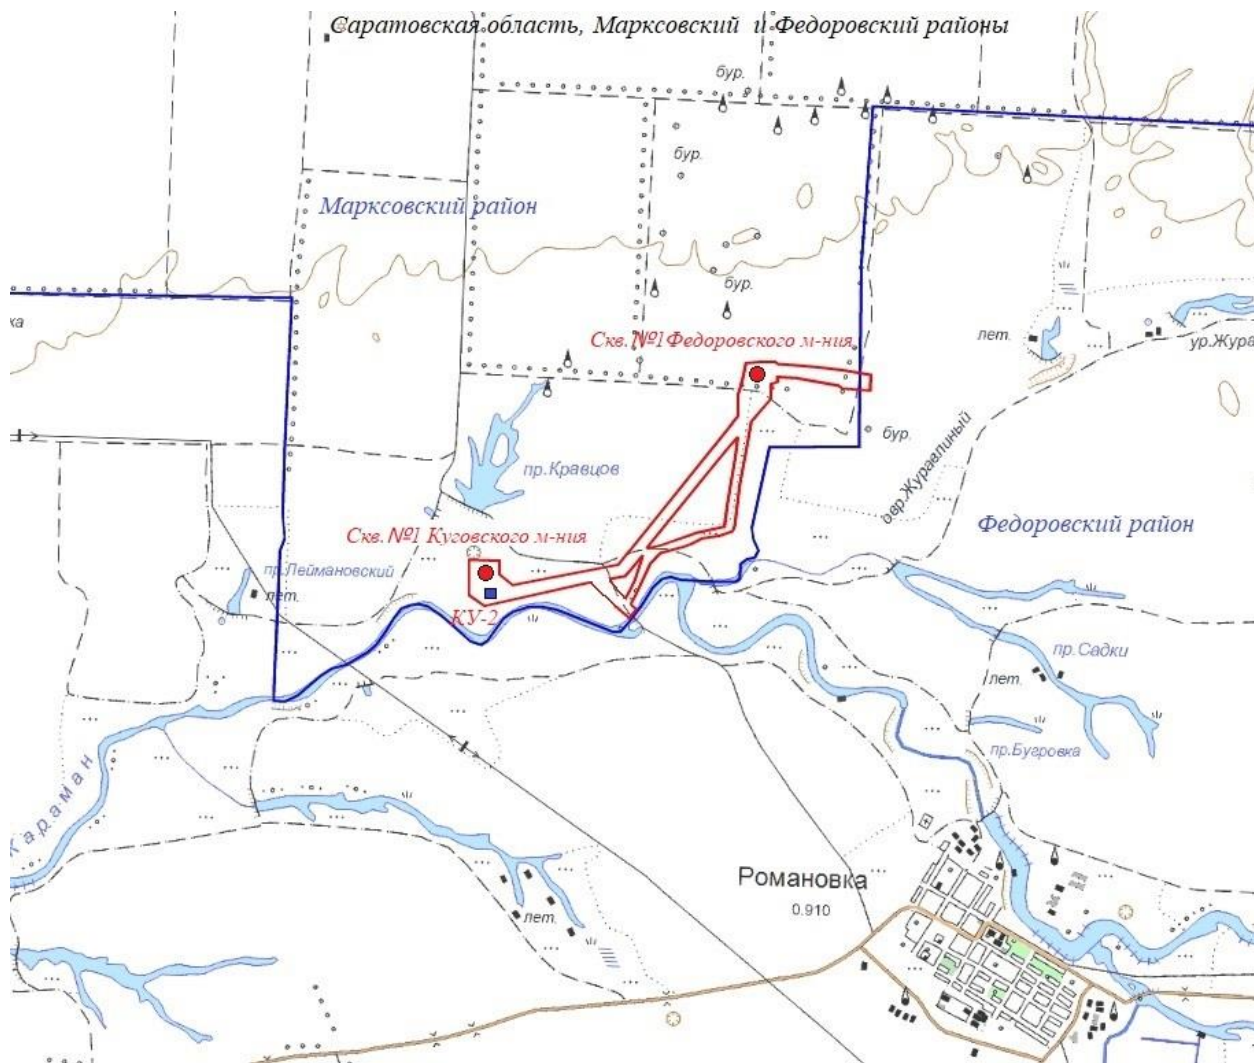 Саратовская область, Марксовский и Федоровский районы
бур.
бур.
Марксовский район
бур.
ка
Скв.№1Федоровского м-ния
лет.
ур.Жура
бур.
овр.Журавлиный
пр.Кравцов
Федоровский район
Скв.№1 Куговского м-ния
пр.Леймановский
лет.
КУ-2
пр.Садки
лет.
пр.Бугровка
Караман
Романовка
0.910
лет.